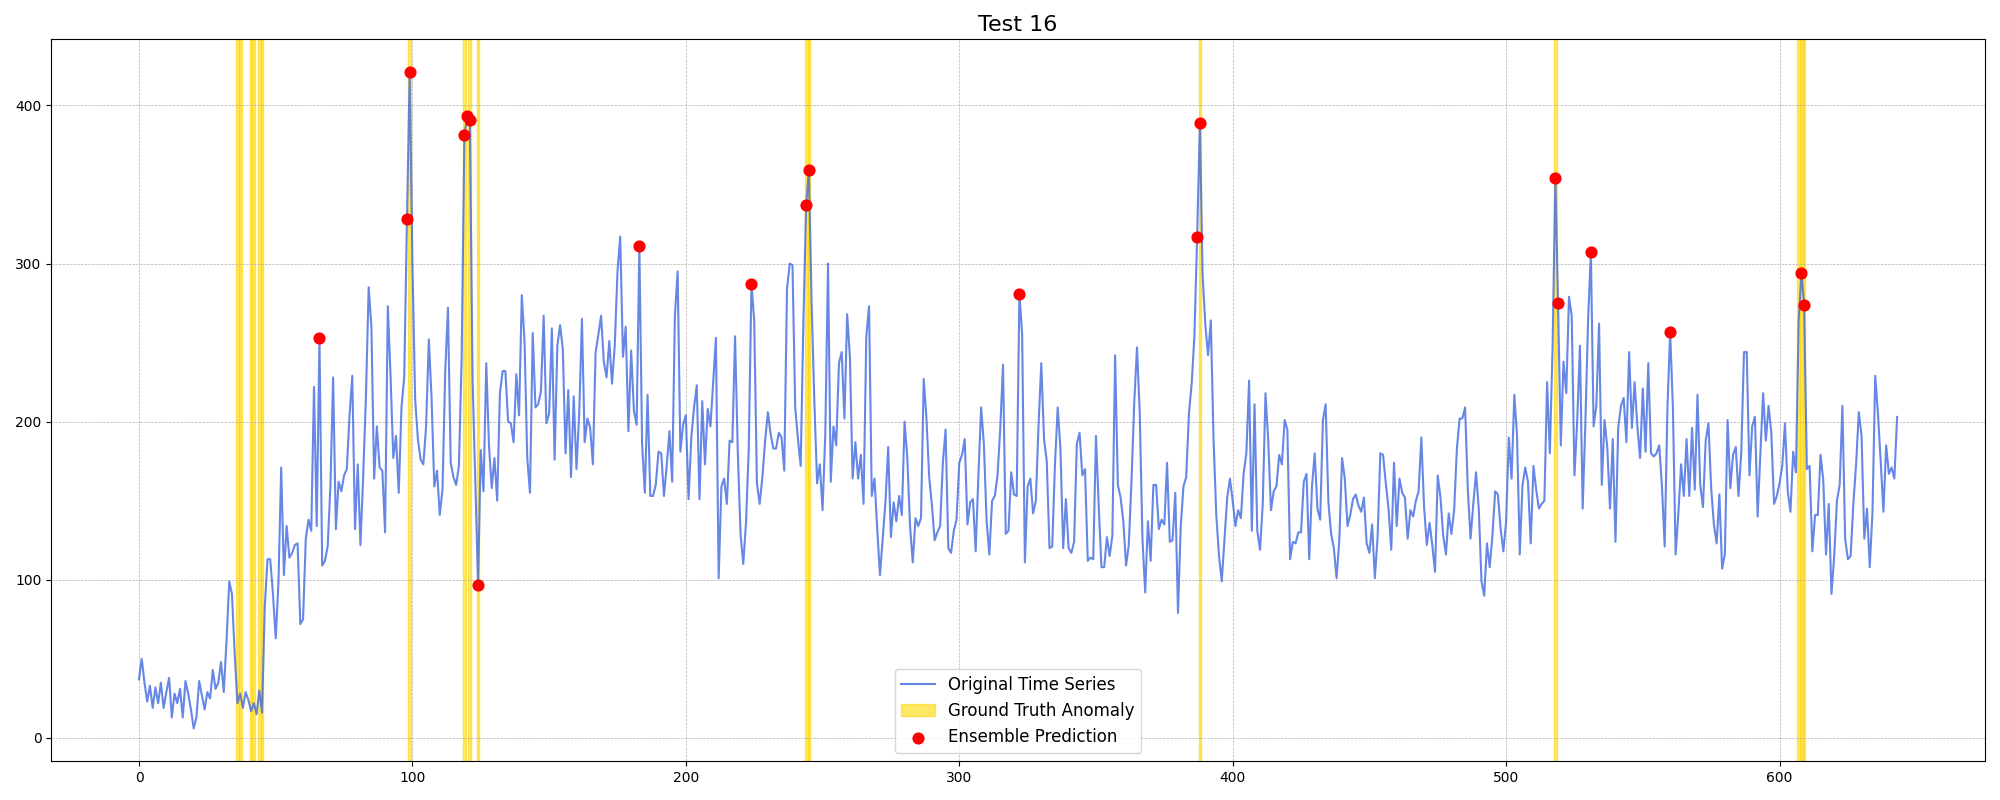 Test 16
400
300
200
100
0
Original Time Series
Ground Truth Anomaly
Ensemble Prediction
0 100 200 300 400 500 600